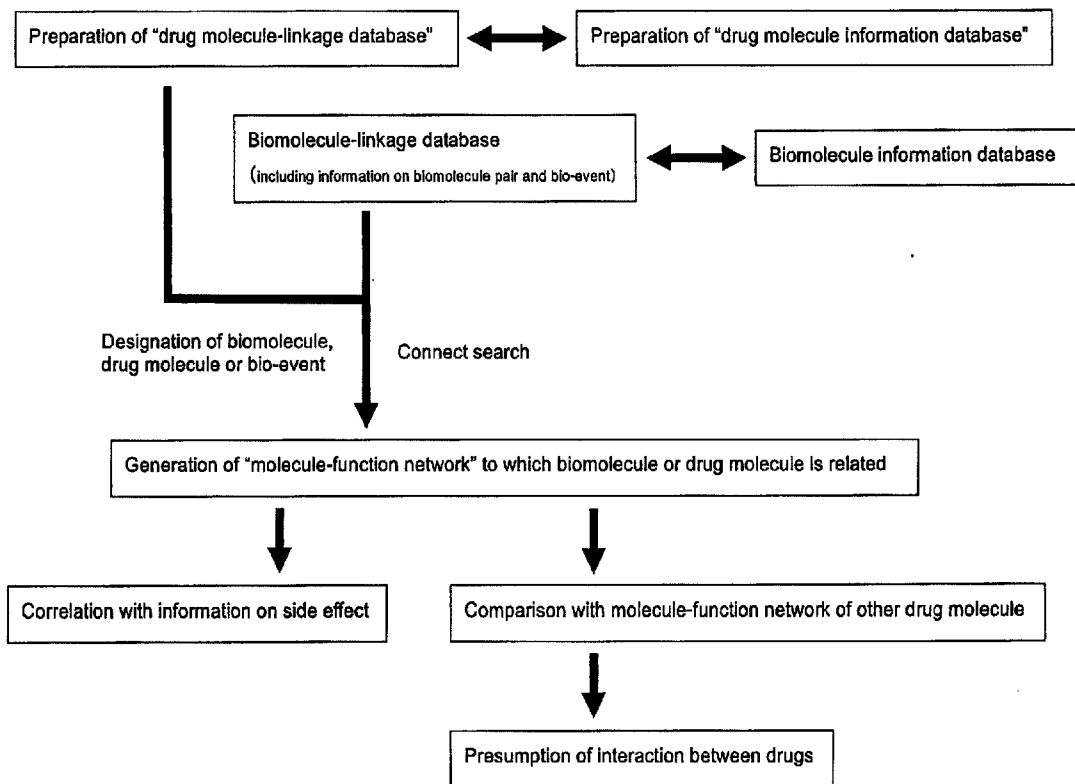 Preparation of “drug molecule-linkage database”
Preparation of “drug molecule information database”
Biomolecule-linkage database
(including information on biomolecule pair and bio-event)
Biomolecule information database
Designation of biomolecule,
drug molecule or bio-event
Connect search
Generation of “molecule-function network” to which biomolecule or drug molecule is related
Correlation with information on side effect
Comparison with molecule-function network of other drug molecule
Presumption of interaction between drugs